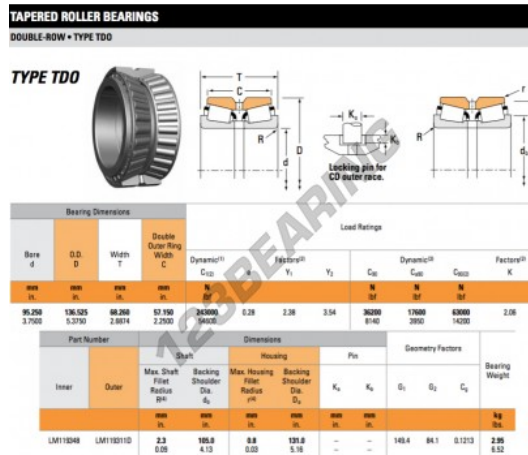 TAPERED ROLLER BEARINGS
DOUBLE-ROW • TYPE TDO
TYPE TDO
T
C
r
R
d
D
Kₐ
R
Locking pin for
CD outer race.
123BEARING
Bearing Dimensions
Load Ratings
Bore
d
O.D.
D
Width
T
Double
Outer Ring
Width
C
Dynamic(1)
C1(2)
Factors(2)
e Y1 Y2
Dynamic(3)
C90 Ca90 C90(2)
Factors(2)
K
mm mm mm mm N N N N
in. in. in. in. lbf lbf lbf lbf
95.250 136.525 68.260 57.150 243000 0.28 2.38 3.54 36200 17600 63000 2.06
3.7500 5.3750 2.6874 2.2500 54600 8140 3950 14200
Part Number
Dimensions
Geometry Factors
Bearing
Weight
Shaft
Housing
Pin
Inner
Outer
Max. Shaft
Fillet
Radius
R(4)
Backing
Shoulder
Dia.
Max. Housing
Fillet
Radius
r(4)
Backing
Shoulder
Dia.
G1 G2
mm mm mm mm mm mm kg
in. in. in. in. in. in. lbs.
LM119348 LM119311D 2.3 105.0 0.8 131.0 – – 149.4 84.1 0.1213 2.95
0.09 4.13 0.03 5.16 6.52